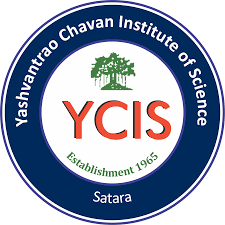 Yashvantrao Chavan Institute of Science
YCIS
Establishment 1965
Satara